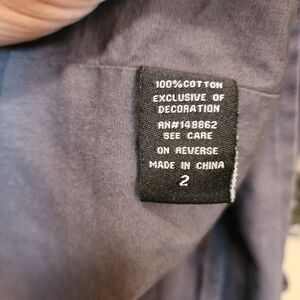 100%COTTON
EXCLUSIVE OF
DECORATION
RN#148862
SEE CARE
ON REVERSE
MADE IN CHINA
2